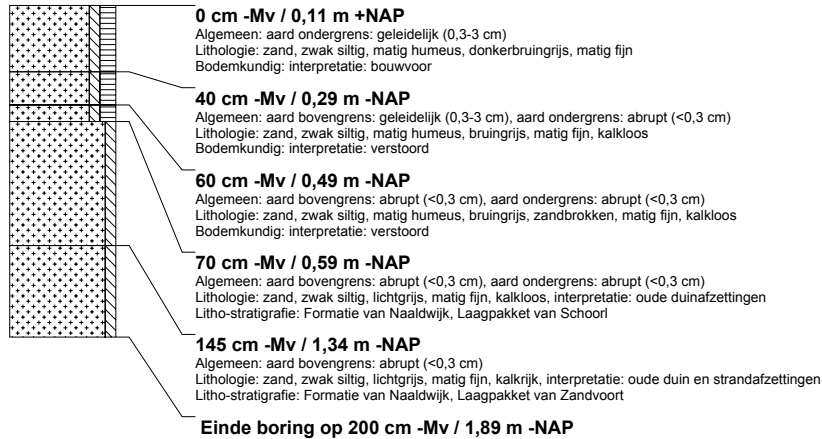 0 cm -Mv / 0,11 m +NAP
Algemeen: aard ondergrens: geleidelijk (0,3-3 cm)
Lithologie: zand, zwak siltig, matig humeus, donkerbruingrijs, matig fijn
Bodemkundig: interpretatie: bouwvoor
40 cm -Mv / 0,29 m -NAP
Algemeen: aard bovengrens: geleidelijk (0,3-3 cm), aard ondergrens: abrupt (<0,3 cm)
Lithologie: zand, zwak siltig, matig humeus, bruingrijs, matig fijn, kalkloos
Bodemkundig: interpretatie: verstoord
60 cm -Mv / 0,49 m -NAP
Algemeen: aard bovengrens: abrupt (<0,3 cm), aard ondergrens: abrupt (<0,3 cm)
Lithologie: zand, zwak siltig, matig humeus, bruingrijs, zandbrokken, matig fijn, kalkloos
Bodemkundig: interpretatie: verstoord
70 cm -Mv / 0,59 m -NAP
Algemeen: aard bovengrens: abrupt (<0,3 cm), aard ondergrens: abrupt (<0,3 cm)
Lithologie: zand, zwak siltig, lichtgrijs, matig fijn, kalkloos, interpretatie: oude duinafzettingen
Litho-stratigrafie: Formatie van Naaldwijk, Laagpakket van Schoorl
145 cm -Mv / 1,34 m -NAP
Algemeen: aard bovengrens: abrupt (<0,3 cm)
Lithologie: zand, zwak siltig, lichtgrijs, matig fijn, kalkrijk, interpretatie: oude duin en strandafzettingen
Litho-stratigrafie: Formatie van Naaldwijk, Laagpakket van Zandvoort
Einde boring op 200 cm -Mv / 1,89 m -NAP